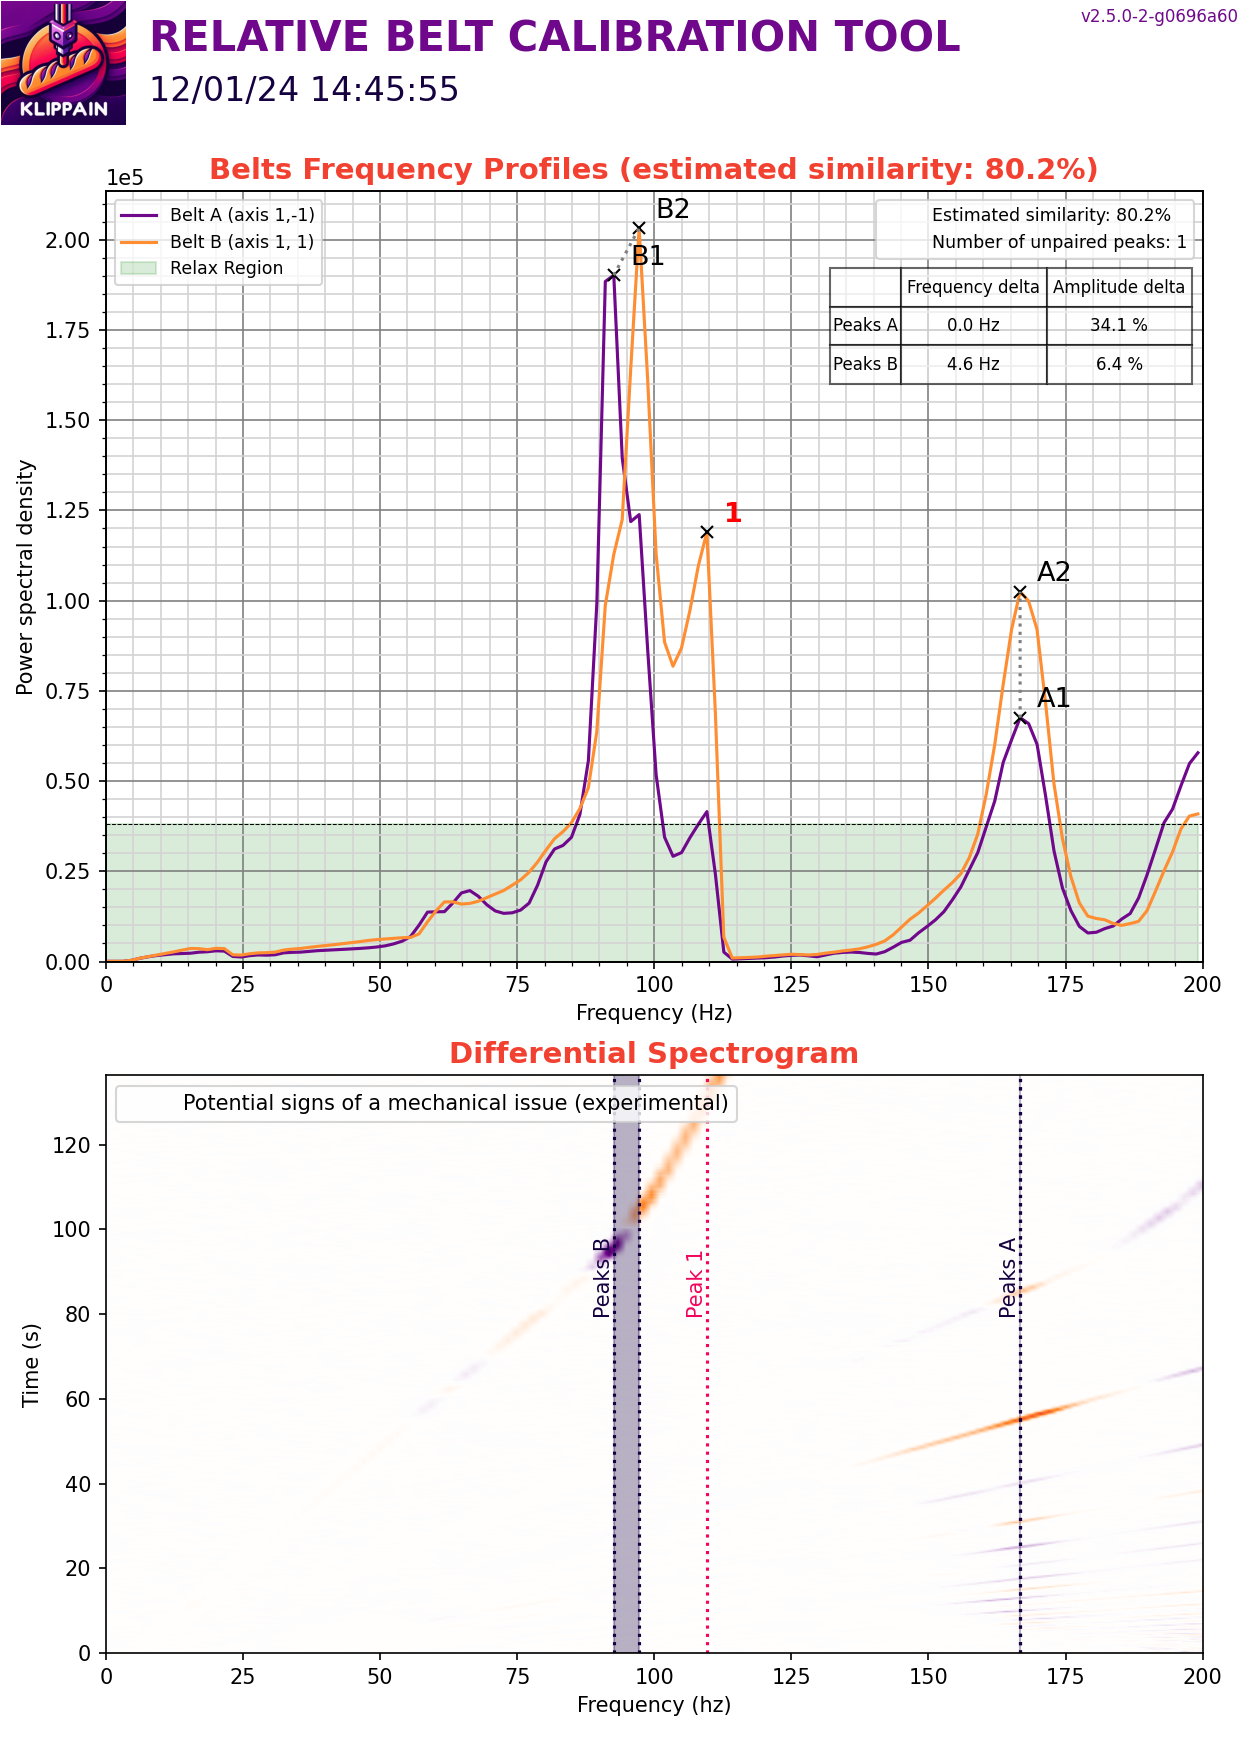 KLIPPAIN
RELATIVE BELT CALIBRATION TOOL
12/01/24 14:45:55
v2.5.0-2-g0696a60
Belts Frequency Profiles (estimated similarity: 80.2%)
1e5
Belt A (axis 1,-1)
Belt B (axis 1, 1)
Relax Region
Estimated similarity: 80.2%
Number of unpaired peaks: 1
Frequency delta Amplitude delta
Peaks A 0.0 Hz 34.1 %
Peaks B 4.6 Hz 6.4 %
B2
B1
1
A2
A1
Power spectral density
2.00
1.75
1.50
1.25
1.00
0.75
0.50
0.25
0.00
0 25 50 75 100 125 150 175 200
Frequency (Hz)
Differential Spectrogram
Potential signs of a mechanical issue (experimental)
Peaks B
Peak 1
Peaks A
Time (s)
120
100
80
60
40
20
0
0 25 50 75 100 125 150 175 200
Frequency (hz)